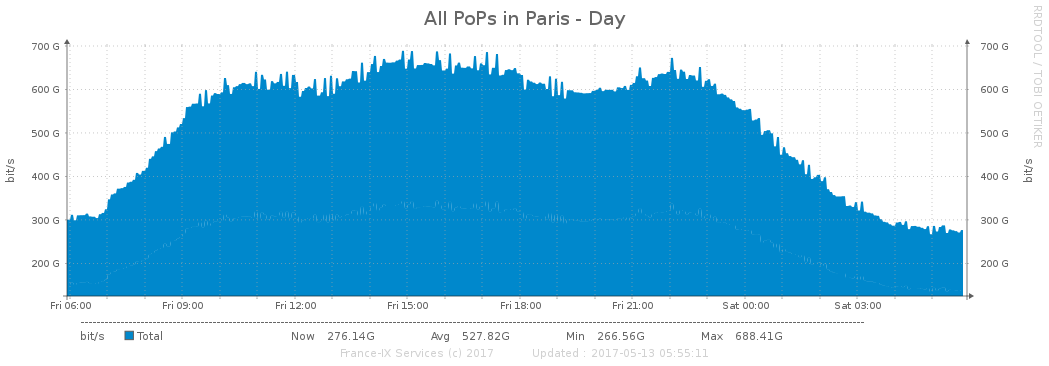 All PoPs in Paris - Day
RRDTOOL / TOBI OETIKER
700 G 700 G
600 G 600 G
500 G 500 G
400 G 400 G
300 G 300 G
200 G 200 G
bit/s bit/s
Fri 06:00 Fri 09:00 Fri 12:00 Fri 15:00 Fri 18:00 Fri 21:00 Sat 00:00 Sat 03:00
bit/s Total Now 276.14G Avg 527.82G Min 266.56G Max 688.41G
France-IX Services (c) 2017 Updated : 2017-05-13 05:55:11